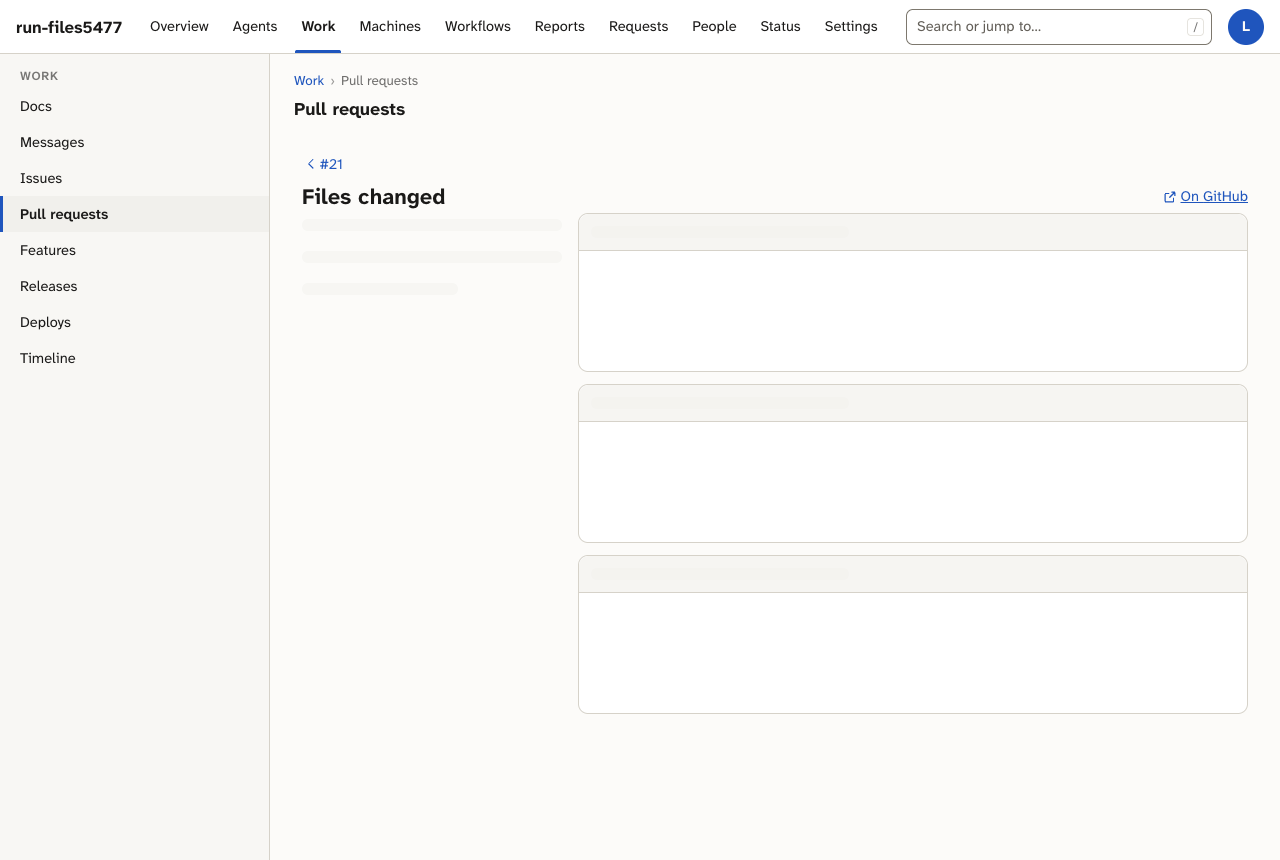 run-files5477 Overview Agents Work Machines Workflows Reports Requests People Status Settings Search or jump to... / L
WORK
Docs
Messages
Issues
Pull requests
Features
Releases
Deploys
Timeline
Work › Pull requests
Pull requests
#21
Files changed
On GitHub